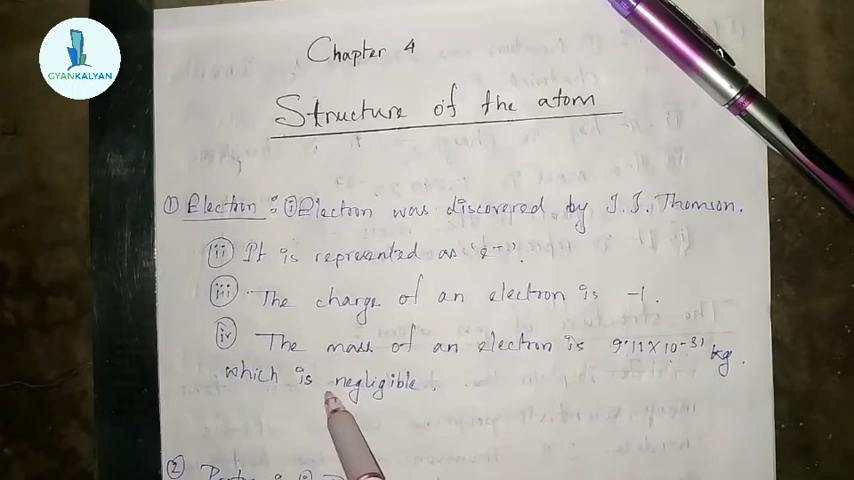 GYANKALYAN
Chapter 4
Structure of the atom
① Electron : ⓘ Electron was discovered by J.J. Thomson.
(ii) It is represented as 'e⁻'.
(iii) The charge of an electron is -1.
(iv) The mass of an electron is 9.11×10⁻³¹ kg.
which is negligible.
②